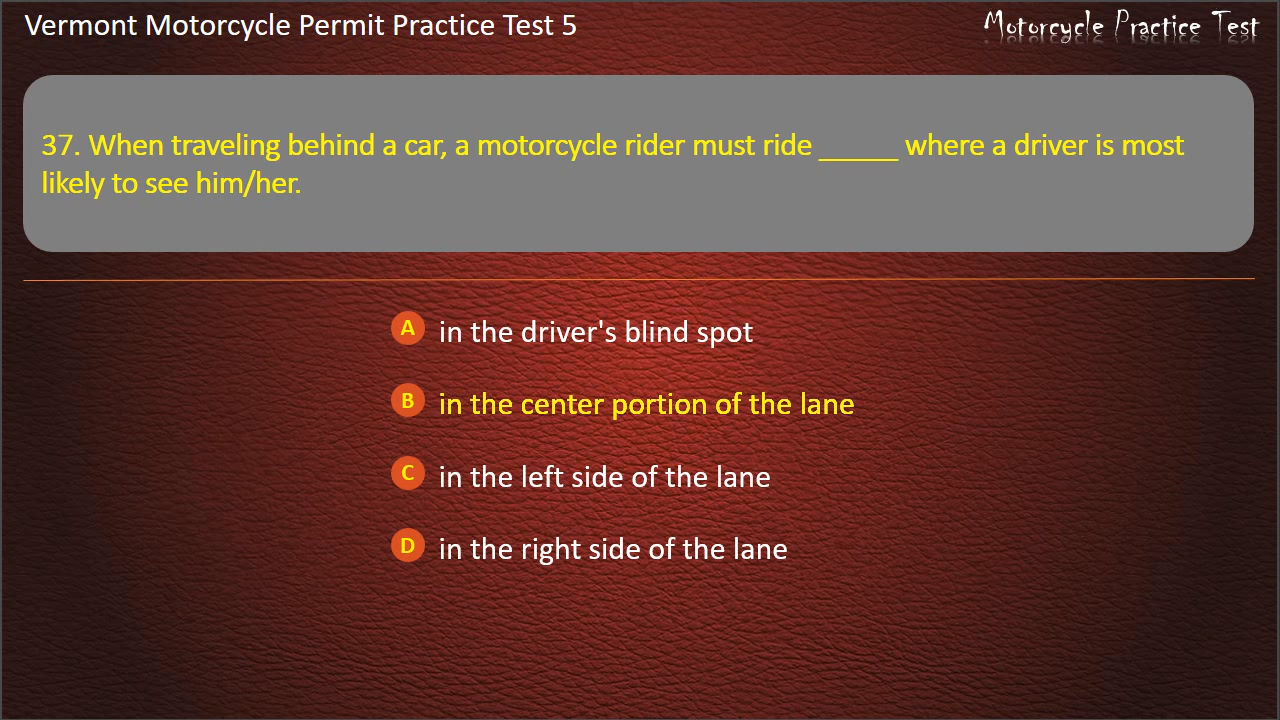 Vermont Motorcycle Permit Practice Test 5
Motorcycle Practice Test
37. When traveling behind a car, a motorcycle rider must ride _____ where a driver is most
likely to see him/her.
A in the driver's blind spot
B in the center portion of the lane
C in the left side of the lane
D in the right side of the lane